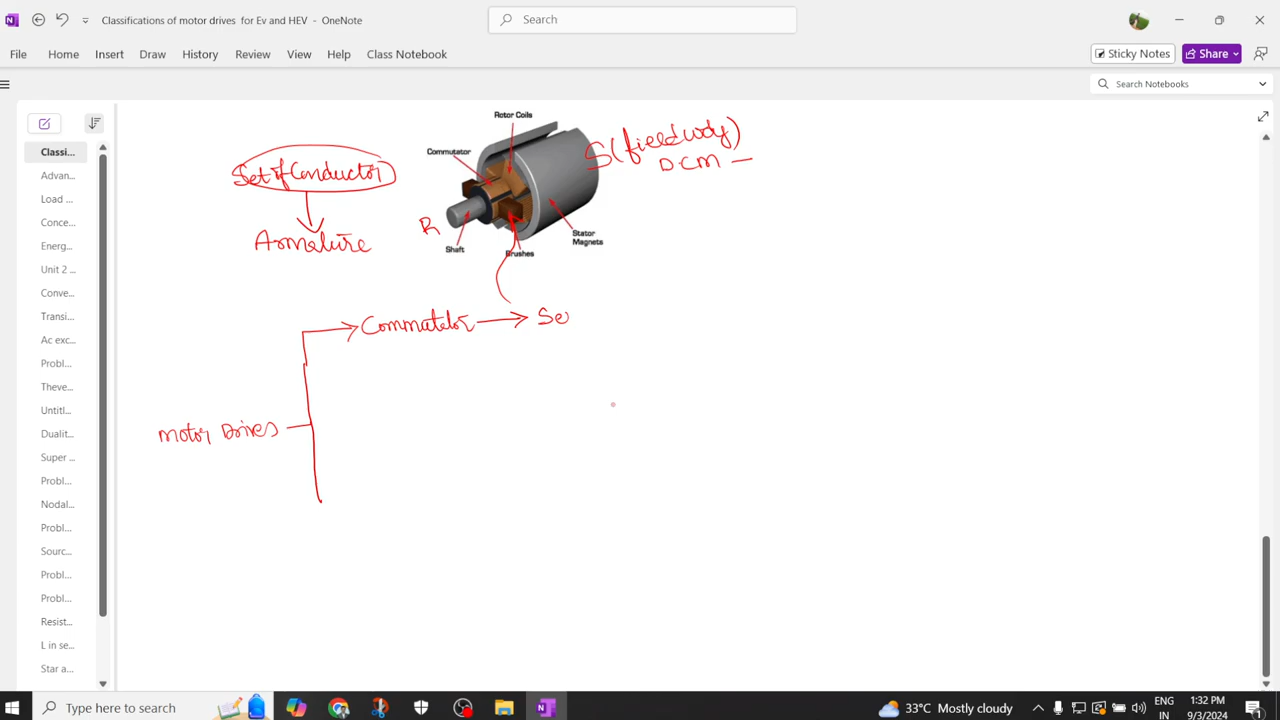 Classifications of motor drives for Ev and HEV - OneNote
Search
File Home Insert Draw History Review View Help Class Notebook
Sticky Notes
Share
Search Notebooks
Classi...
Advan...
Load ...
Conce...
Energ...
Unit 2 ...
Conve...
Transi...
Ac exc...
Probl...
Theve...
Untitl...
Dualit...
Super ...
Probl...
Nodal...
Probl...
Sourc...
Probl...
Probl...
Resist...
L in se...
Star a...
Rotor Coils
Commutator
S (field wdy)
DCM -
Set of Conductor
Armature
R
Shaft
Brushes
Stator
Magnets
Commutator
Se
Motor Drives
Type here to search
33°C Mostly cloudy
ENG
IN
1:32 PM
9/3/2024